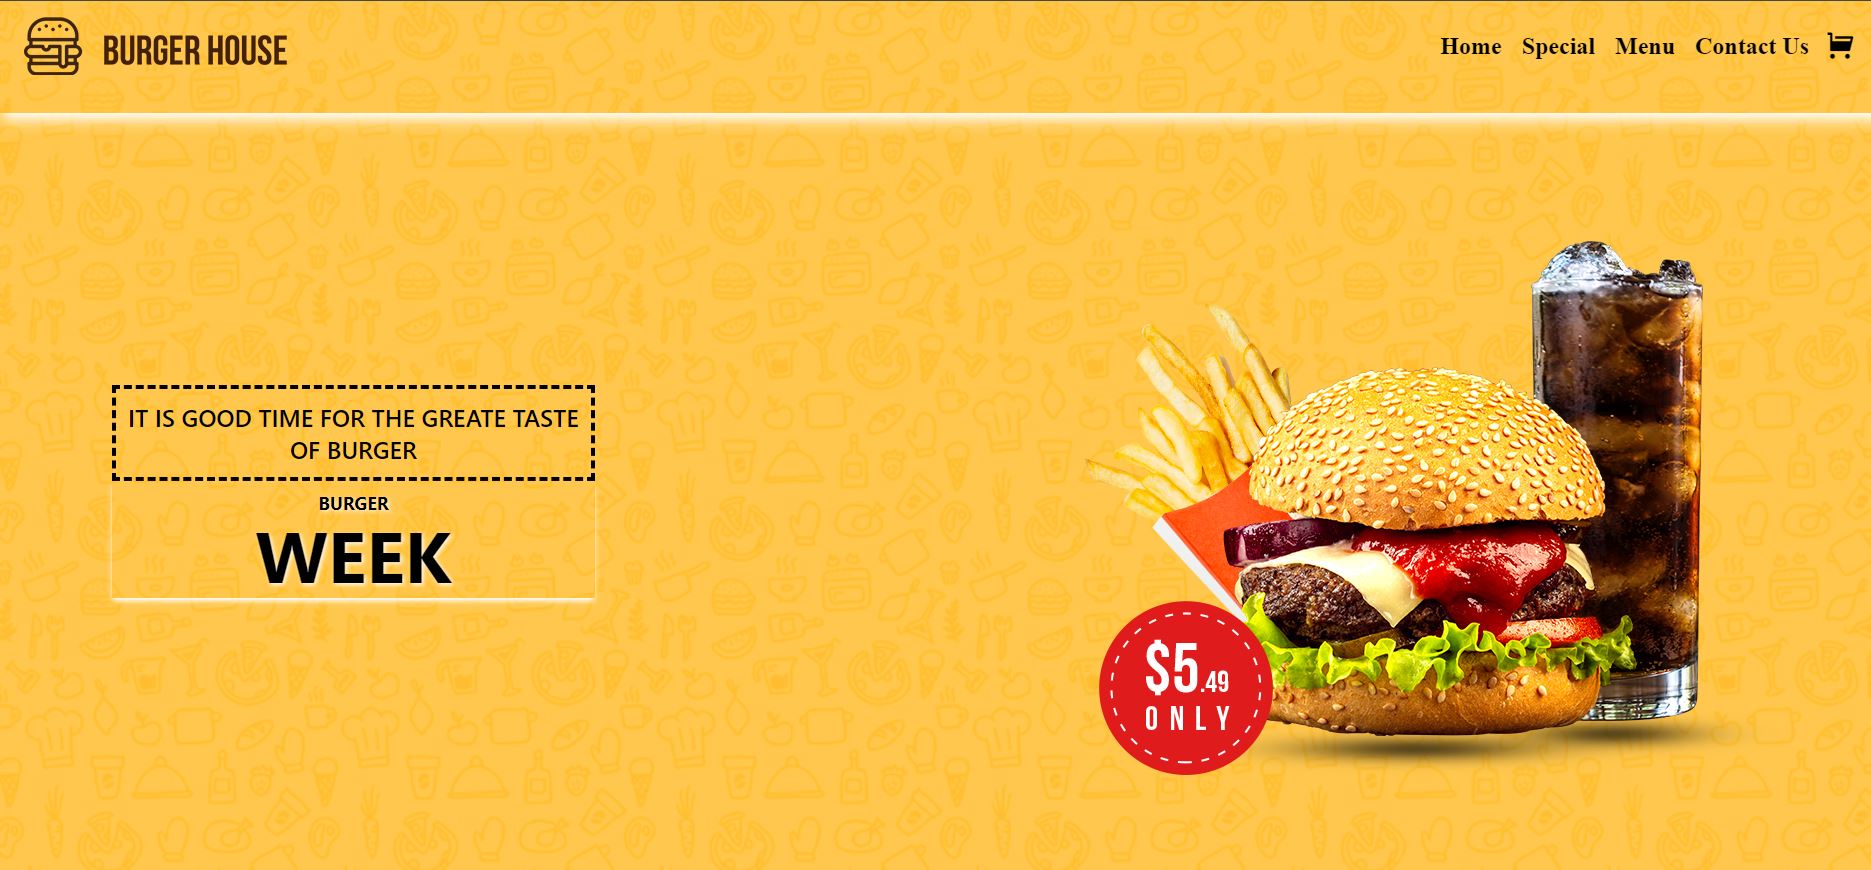 BURGER HOUSE
Home Special Menu Contact Us
IT IS GOOD TIME FOR THE GREATE TASTE
OF BURGER
BURGER
WEEK
$5.49
ONLY